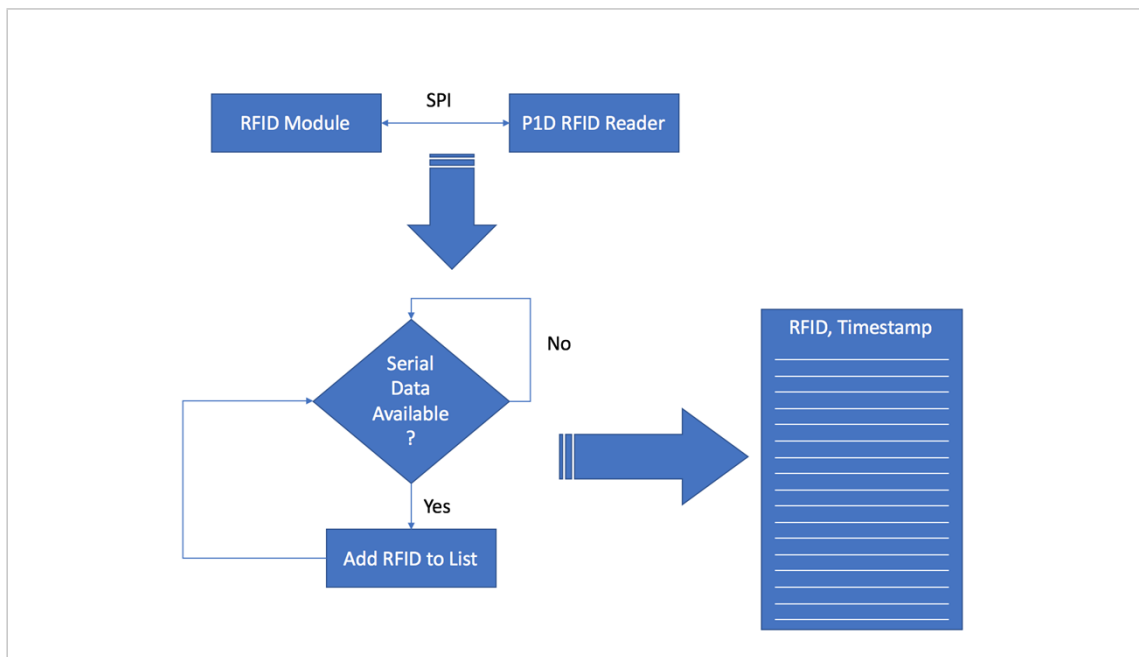 SPI
RFID Module
P1D RFID Reader
Serial
Data
Available
?
No
Yes
Add RFID to List
RFID, Timestamp